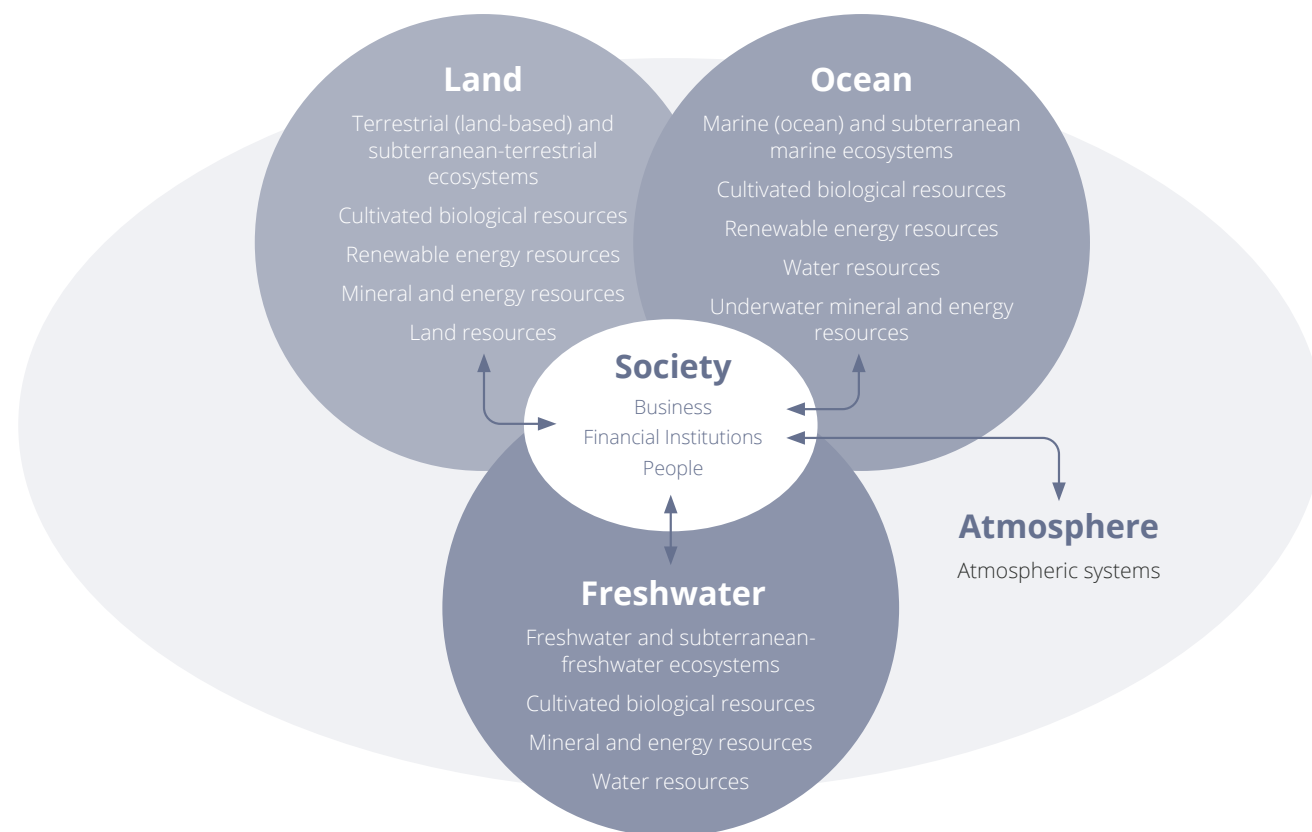 Land
Terrestrial (land-based) and
subterranean-terrestrial
ecosystems
Cultivated biological resources
Renewable energy resources
Mineral and energy resources
Land resources
Ocean
Marine (ocean) and subterranean
marine ecosystems
Cultivated biological resources
Renewable energy resources
Water resources
Underwater mineral and energy
resources
Society
Business
Financial Institutions
People
Atmosphere
Atmospheric systems
Freshwater
Freshwater and subterranean-
freshwater ecosystems
Cultivated biological resources
Mineral and energy resources
Water resources